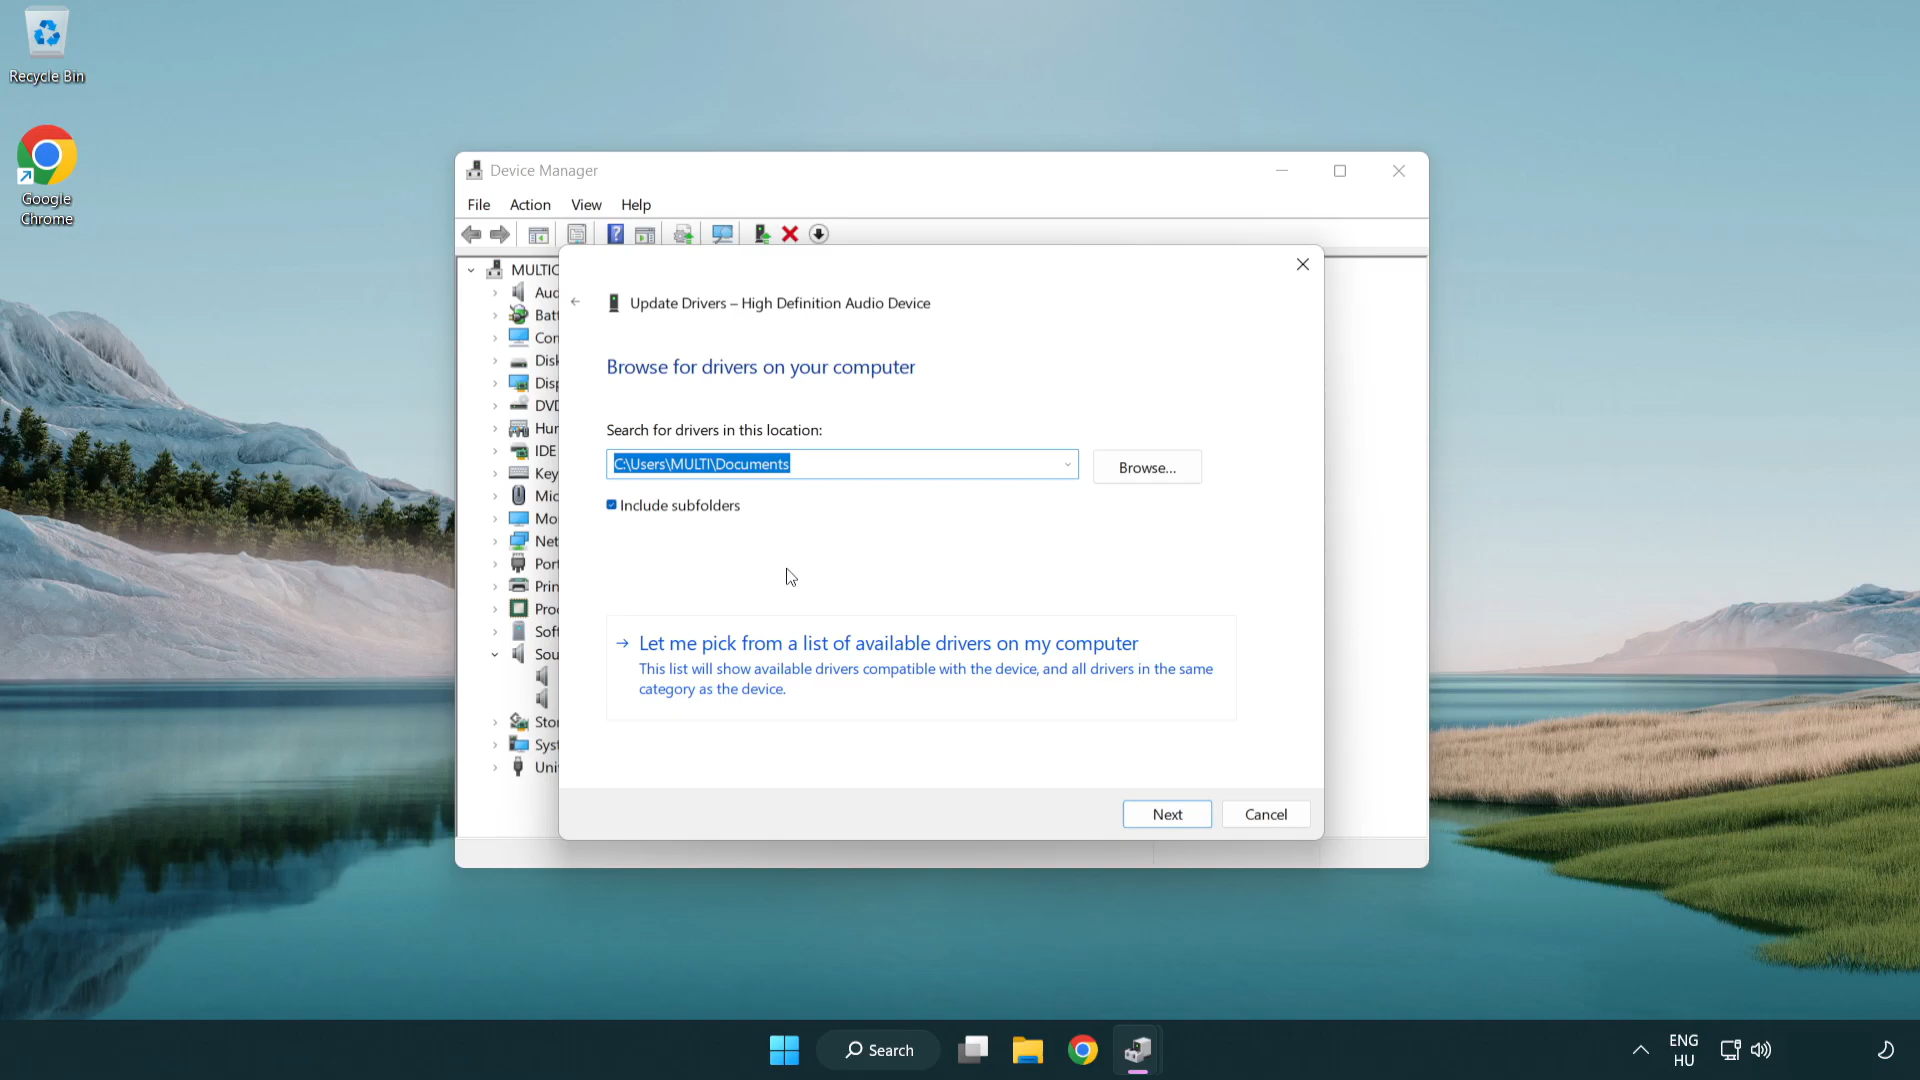 Recycle Bin
Google
Chrome
Device Manager
File Action View Help
MULTIC
Aud
Batt
Con
Disk
Disp
DVD
Hur
IDE
Key
Mic
Mo
Net
Port
Prin
Proc
Soft
Sou
Stor
Syst
Uni
Update Drivers – High Definition Audio Device
Browse for drivers on your computer
Search for drivers in this location:
C:\Users\MULTI\Documents
Browse...
Include subfolders
Let me pick from a list of available drivers on my computer
This list will show available drivers compatible with the device, and all drivers in the same
category as the device.
Next Cancel
Search
ENG
HU